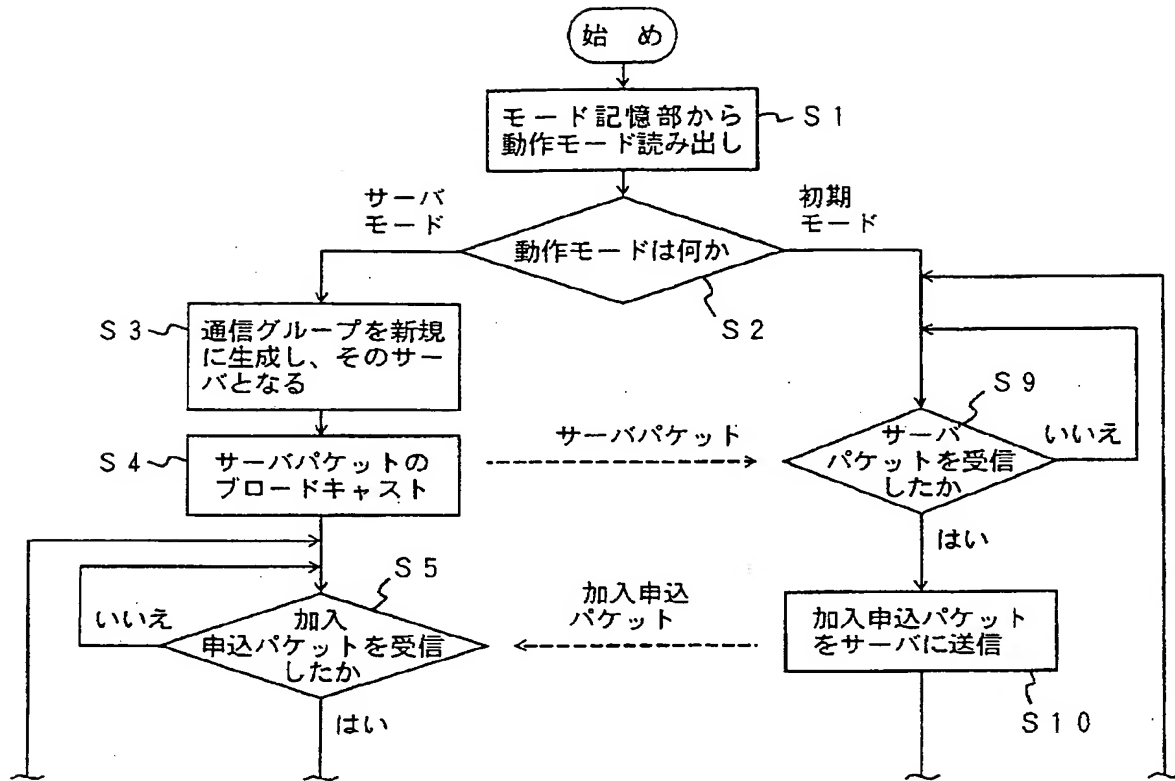 始 め
モード記憶部から
動作モード読み出し
S1
サーバ
モード
初期
モード
動作モードは何か
S2
S3
通信グループを新規
に生成し、そのサー
バとなる
S9
サーバ
パケットを受信
したか
いいえ
サーバパケット
S4
サーバパケットの
ブロードキャスト
はい
S5
いいえ
加入
申込パケットを受信
したか
加入申込
パケット
加入申込パケット
をサーバに送信
S10
はい